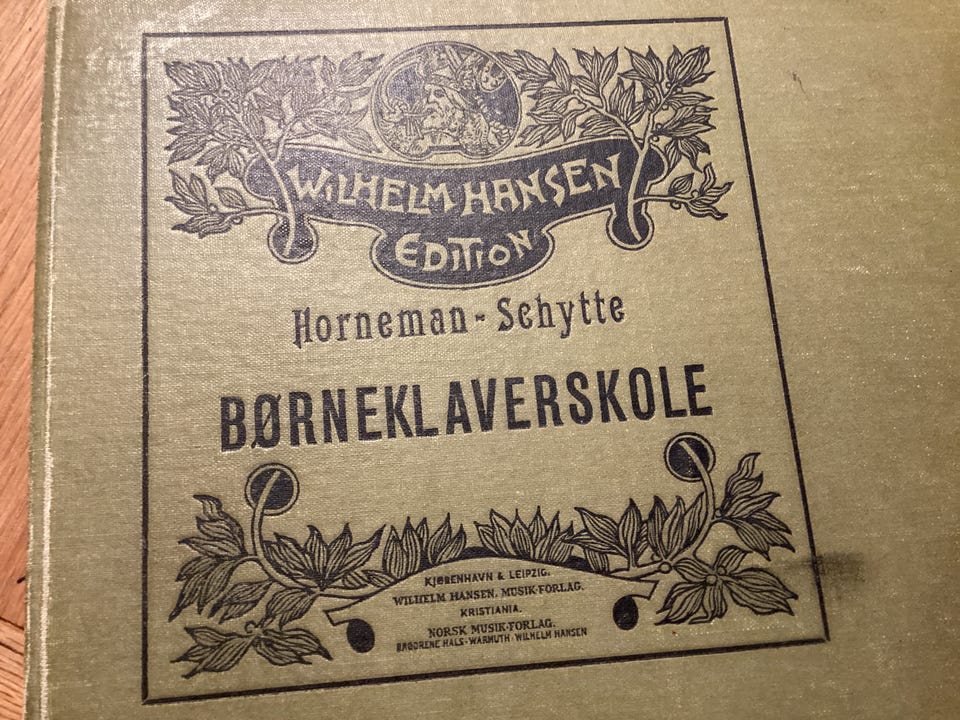 WILHELM HANSEN
EDITION
Horneman - Schytte
BØRNEKLAVERSKOLE
KJØBENHAVN & LEIPZIG.
WILHELM HANSEN, MUSIK-FORLAG.
KRISTIANIA.
NORSK MUSIK-FORLAG.
BRØDRENE HALS · WARMUTH · WILHELM HANSEN